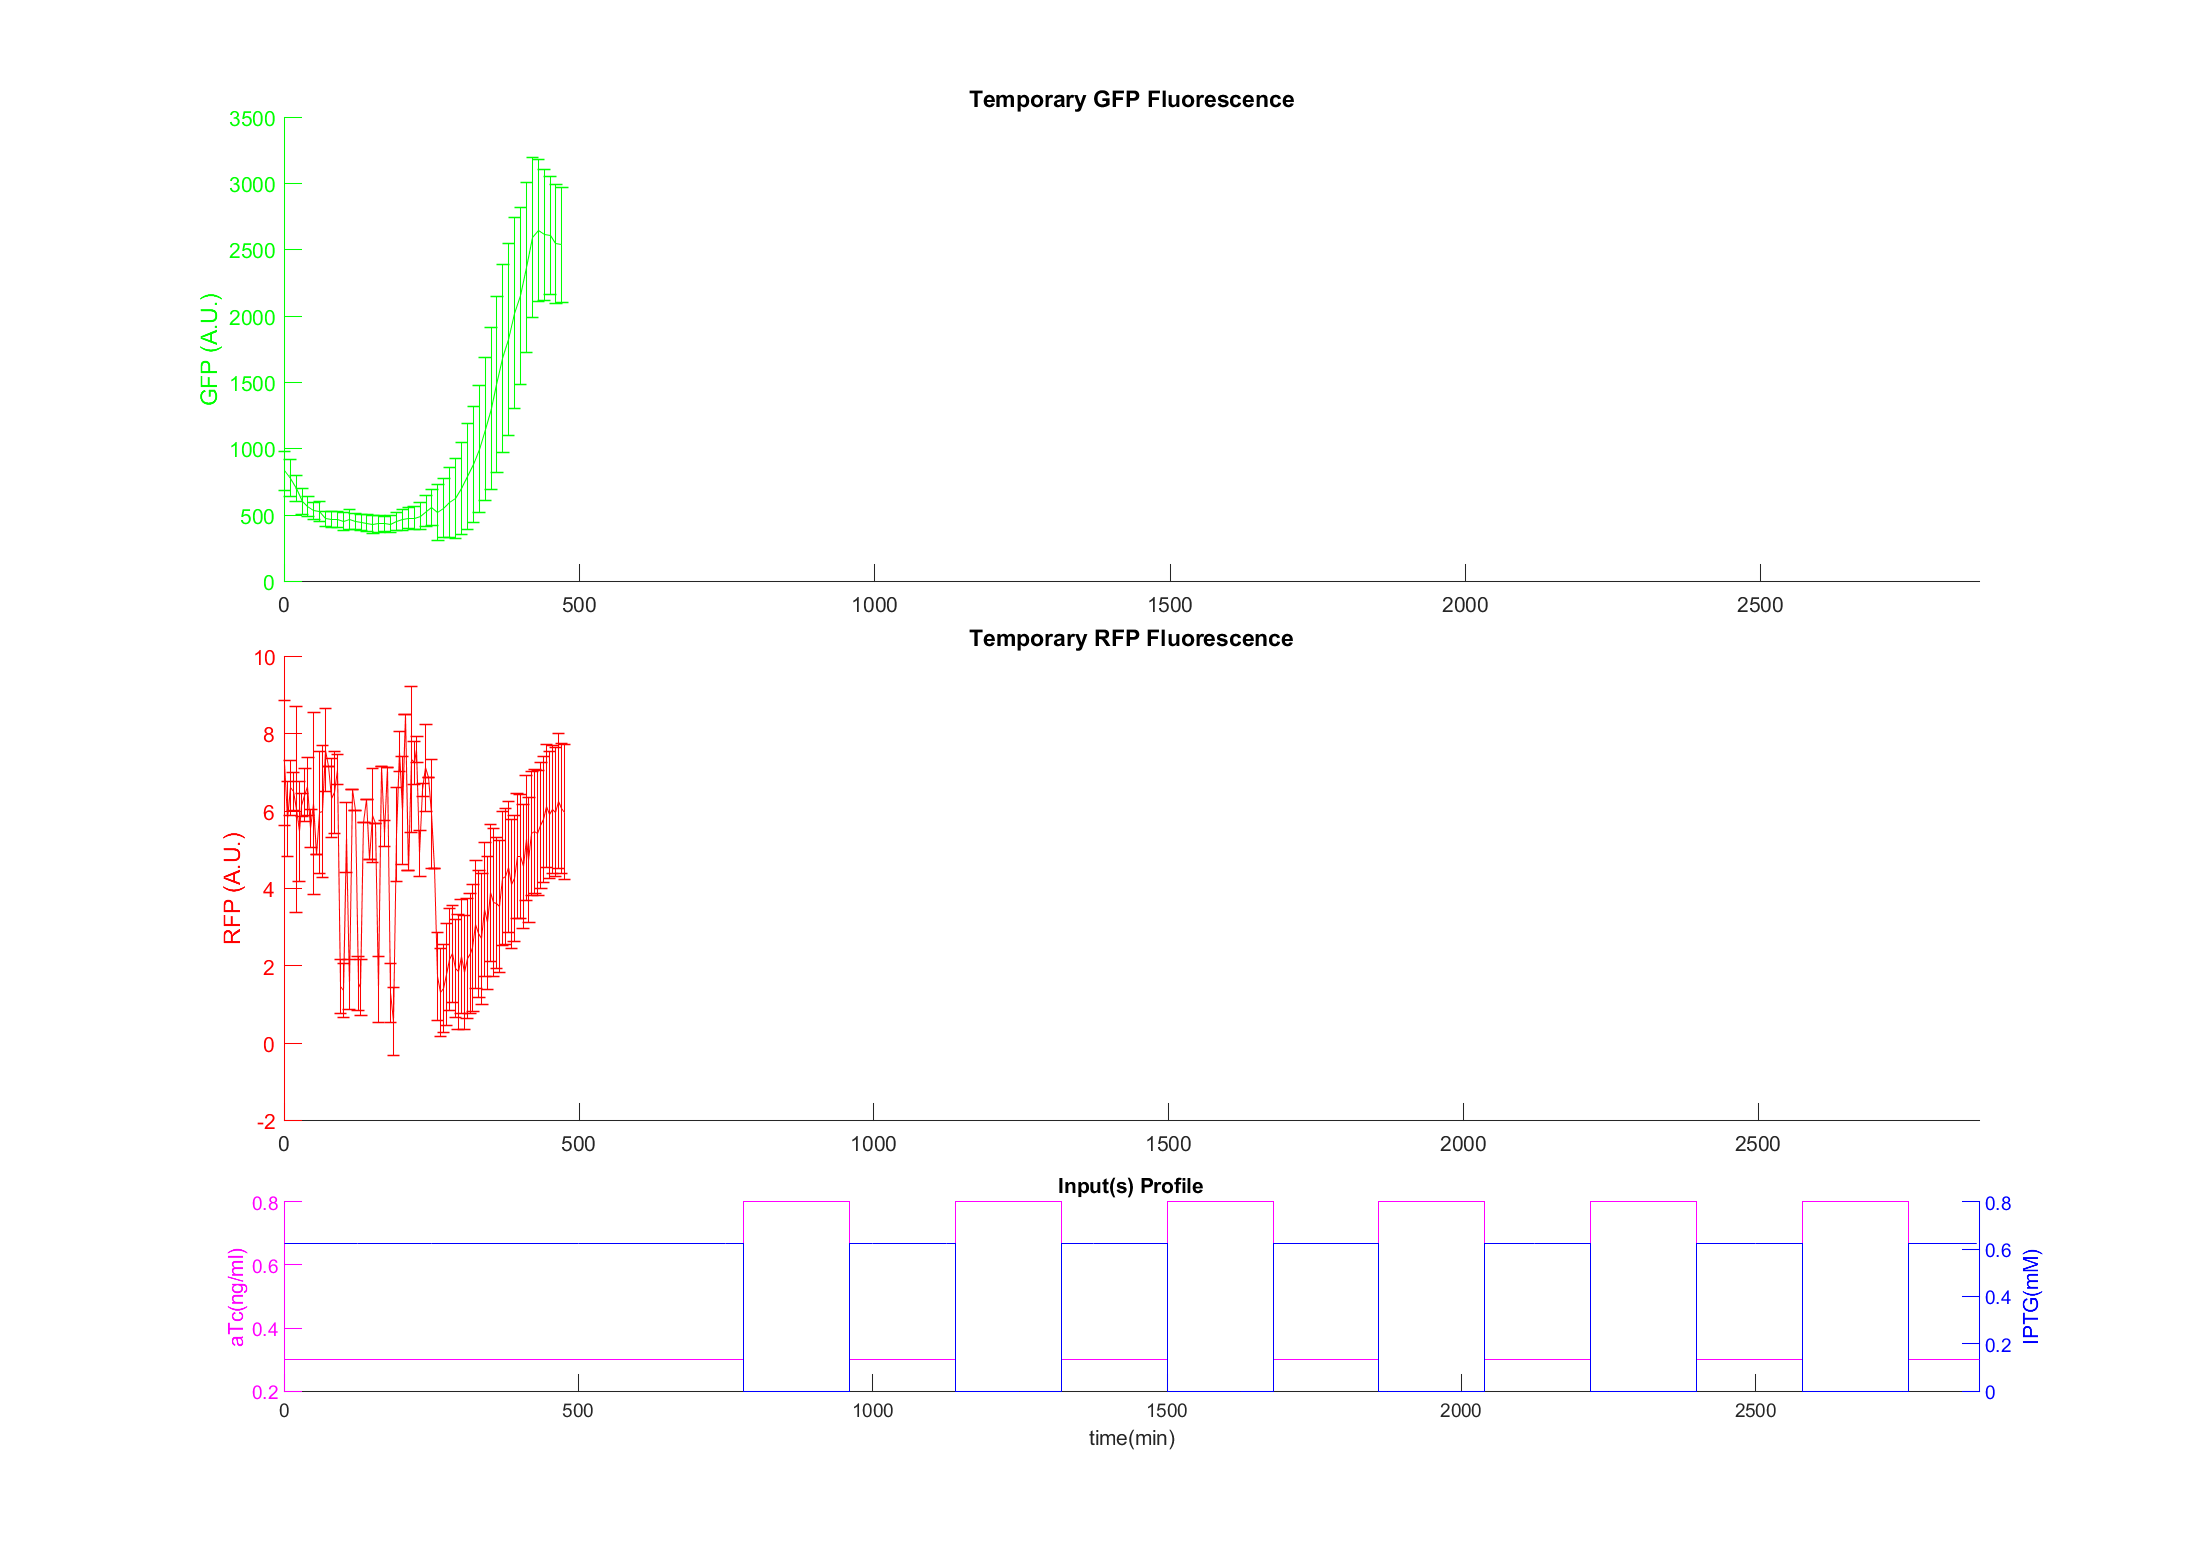 Temporary GFP Fluorescence
GFP (A.U.)
3500
3000
2500
2000
1500
1000
500
0
0 500 1000 1500 2000 2500
Temporary RFP Fluorescence
RFP (A.U.)
10
8
6
4
2
0
-2
0 500 1000 1500 2000 2500
Input(s) Profile
aTc(ng/ml)
0.8
0.6
0.4
0.2
0.8
0.6
0.4
0.2
0
IPTG(mM)
0 500 1000 1500 2000 2500
time(min)